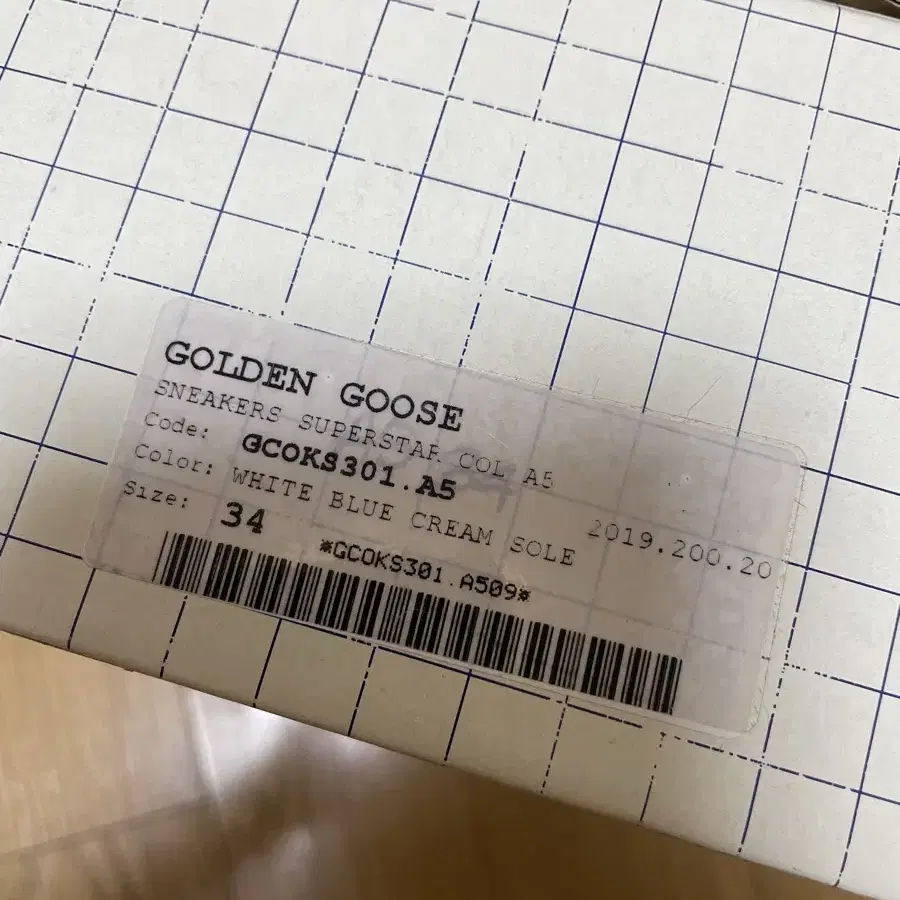 GOLDEN GOOSE
SNEAKERS SUPERSTAR COL A5
Code: GCOKS301.A5
Color: WHITE BLUE CREAM SOLE
Size: 34
2019.200.20
*GCOKS301.A509*